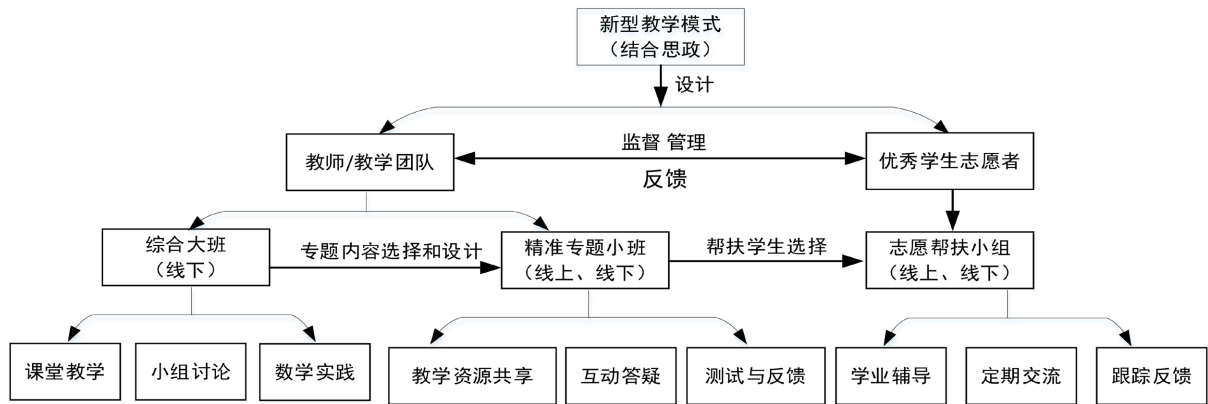 新型教学模式
（结合思政）
设计
监督 管理
教师/教学团队
优秀学生志愿者
反馈
综合大班
（线下）
专题内容选择和设计
精准专题小班
（线上、线下）
帮扶学生选择
志愿帮扶小组
（线上、线下）
课堂教学
小组讨论
数学实践
教学资源共享
互动答疑
测试与反馈
学业辅导
定期交流
跟踪反馈